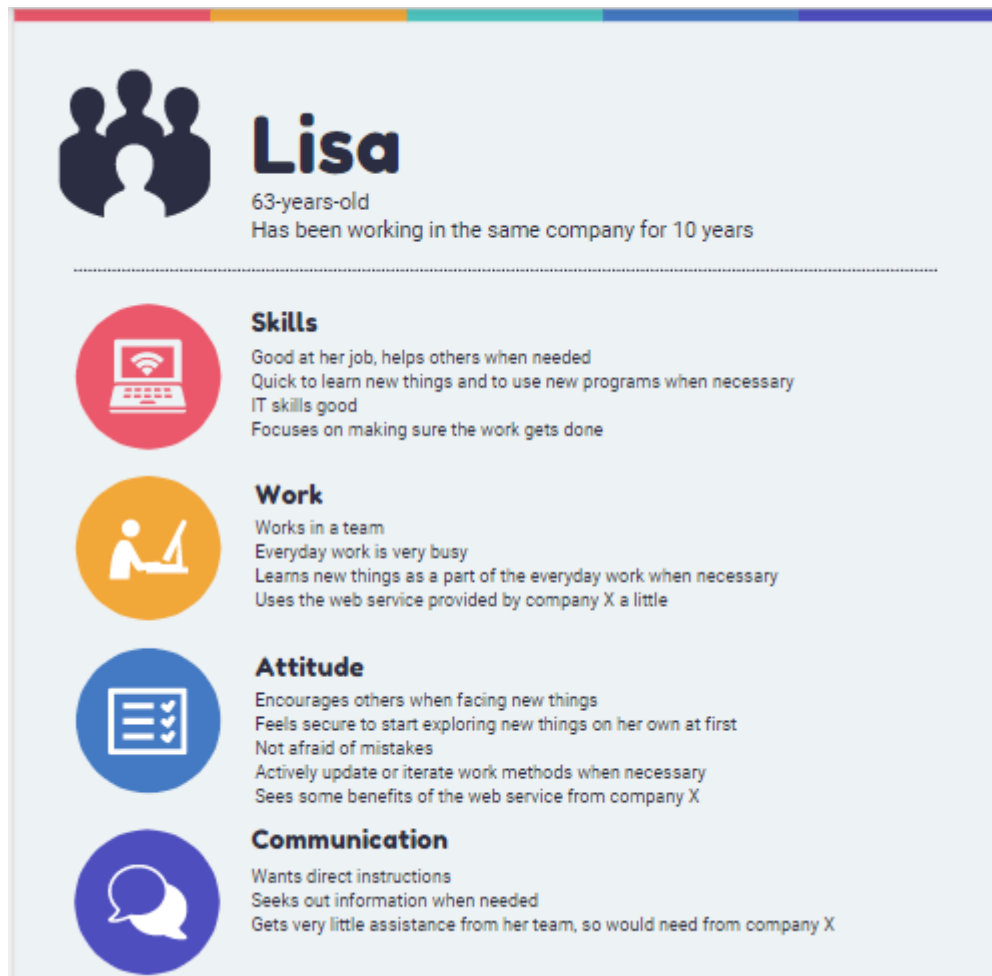 Lisa
63-years-old
Has been working in the same company for 10 years
Skills
Good at her job, helps others when needed
Quick to learn new things and to use new programs when necessary
IT skills good
Focuses on making sure the work gets done
Work
Works in a team
Everyday work is very busy
Learns new things as a part of the everyday work when necessary
Uses the web service provided by company X a little
Attitude
Encourages others when facing new things
Feels secure to start exploring new things on her own at first
Not afraid of mistakes
Actively update or iterate work methods when necessary
Sees some benefits of the web service from company X
Communication
Wants direct instructions
Seeks out information when needed
Gets very little assistance from her team, so would need from company X